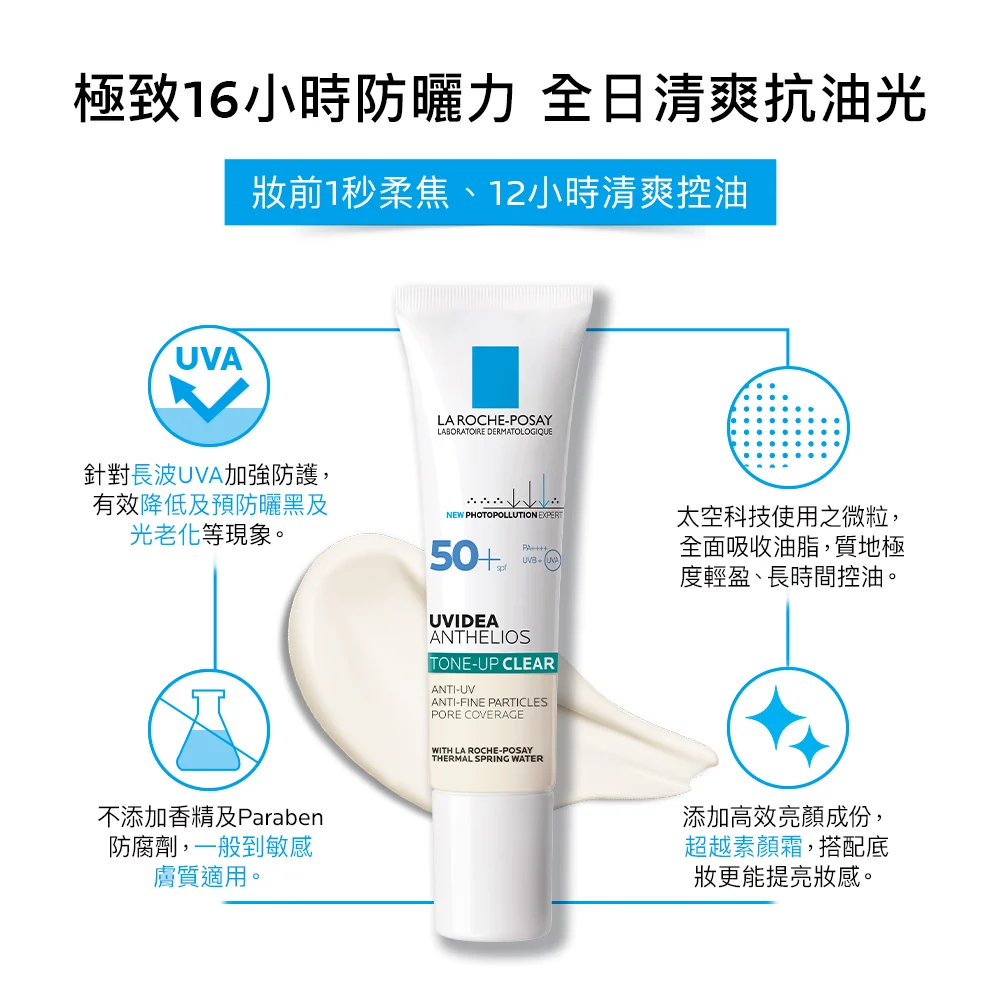 極致16小時防曬力 全日清爽抗油光
妝前1秒柔焦、12小時清爽控油
UVA
針對長波UVA加強防護，
有效降低及預防曬黑及
光老化等現象。
太空科技使用之微粒，
全面吸收油脂，質地極
度輕盈、長時間控油。
LA ROCHE-POSAY
LABORATOIRE DERMATOLOGIQUE
NEW PHOTOPOLLUTION EXPERT
50+ spf
PA++++
UVB+ UVA
UVIDEA
ANTHELIOS
TONE-UP CLEAR
ANTI-UV
ANTI-FINE PARTICLES
PORE COVERAGE
WITH LA ROCHE-POSAY
THERMAL SPRING WATER
不添加香精及Paraben
防腐劑，一般到敏感
膚質適用。
添加高效亮顏成份，
超越素顏霜，搭配底
妝更能提亮妝感。